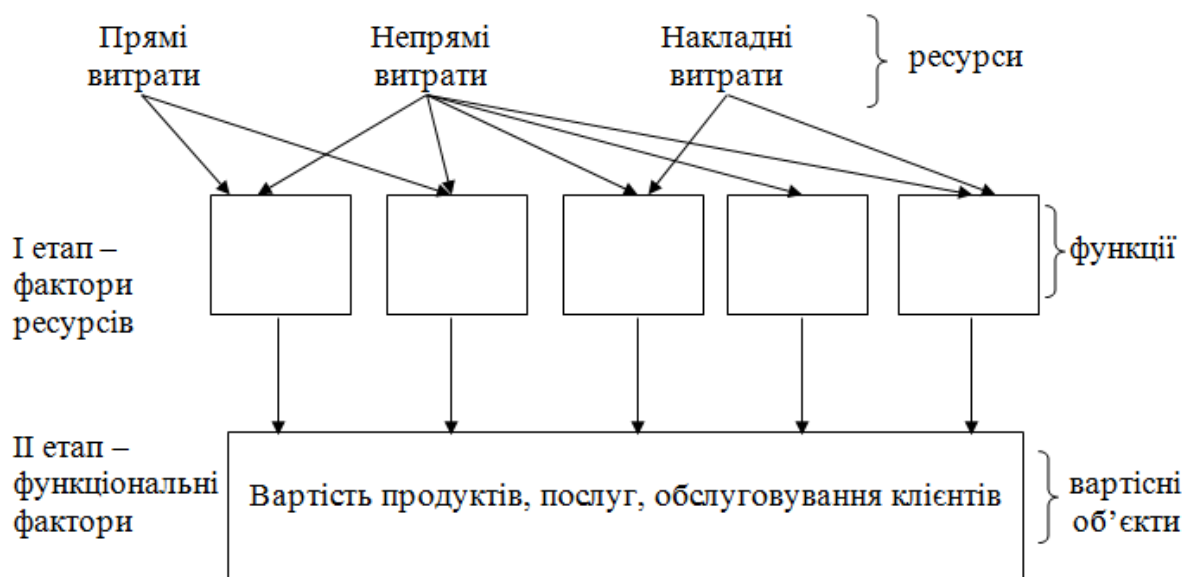 Прямі
витрати
Непрямі
витрати
Накладні
витрати
ресурси
І етап –
фактори
ресурсів
функції
ІІ етап –
функціональні
фактори
Вартість продуктів, послуг, обслуговування клієнтів
вартісні
об’єкти